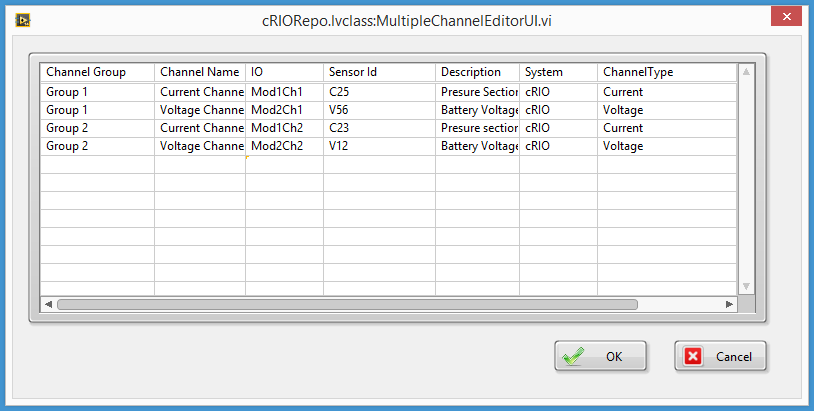 cRIORepo.lvclass:MultipleChannelEditorUI.vi
Channel Group Channel Name IO Sensor Id Description System ChannelType
Group 1 Current Channe Mod1Ch1 C25 Presure Section cRIO Current
Group 1 Voltage Channe Mod2Ch1 V56 Battery Voltage cRIO Voltage
Group 2 Current Channe Mod1Ch2 C23 Presure section cRIO Current
Group 2 Voltage Channe Mod2Ch2 V12 Battery Voltage cRIO Voltage
OK Cancel